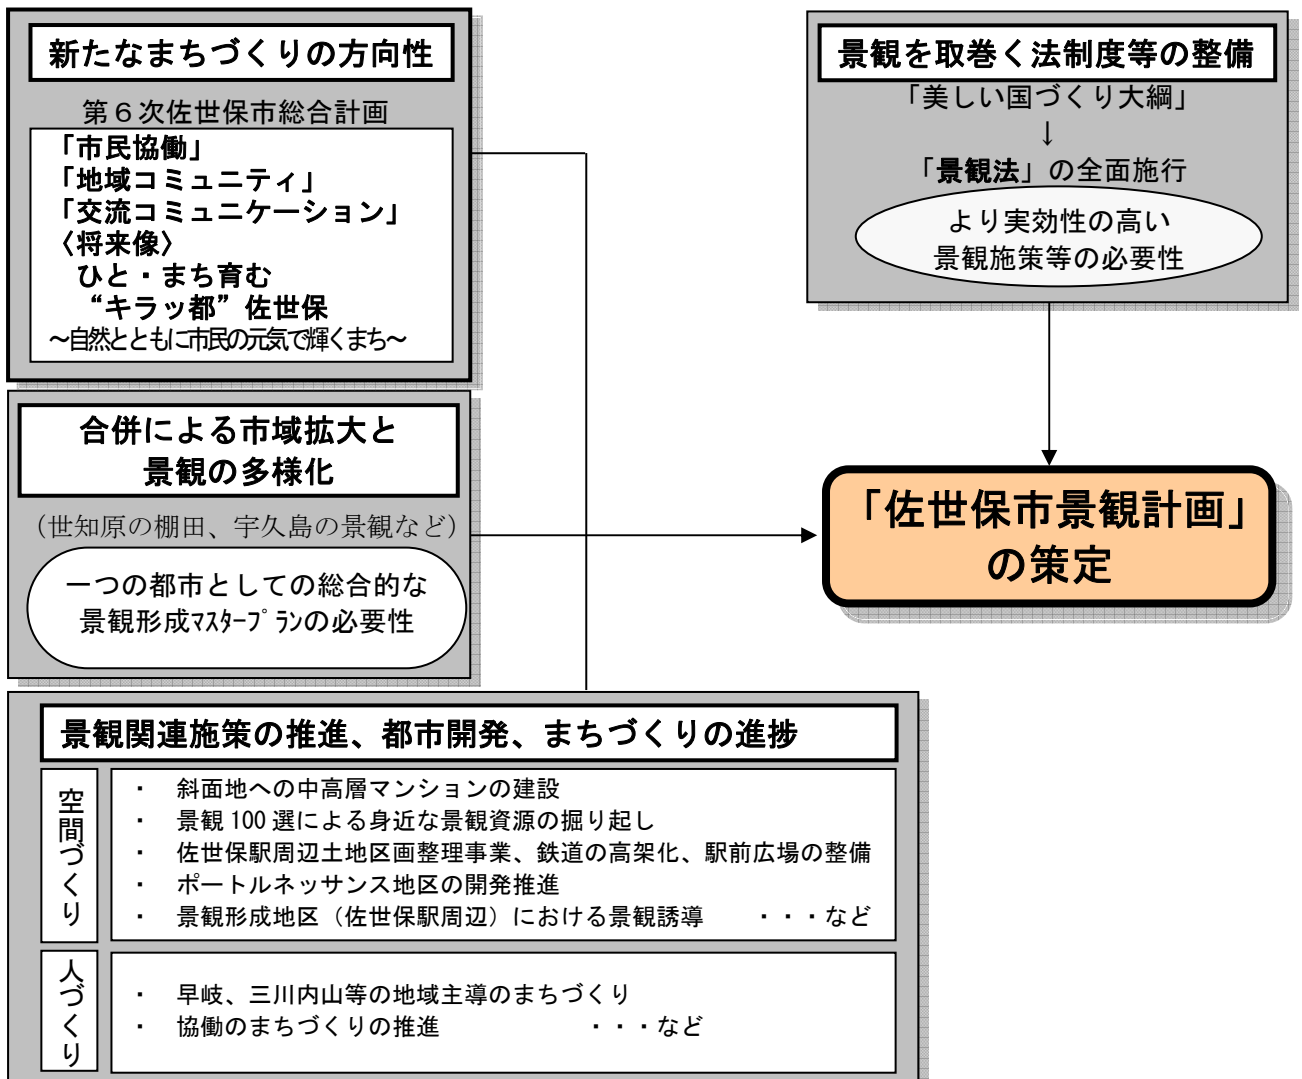 新たなまちづくりの方向性
第６次佐世保市総合計画
「市民協働」
「地域コミュニティ」
「交流コミュニケーション」
〈将来像〉
ひと・まち育む
“キラッ都”佐世保
～自然とともに市民の元気で輝くまち～
景観を取巻く法制度等の整備
「美しい国づくり大綱」
↓
「景観法」の全面施行
より実効性の高い
景観施策等の必要性
合併による市域拡大と
景観の多様化
（世知原の棚田、宇久島の景観など）
一つの都市としての総合的な
景観形成ﾏｽﾀｰﾌﾟﾗﾝの必要性
「佐世保市景観計画」
の策定
景観関連施策の推進、都市開発、まちづくりの進捗
空間づくり
・ 斜面地への中高層マンションの建設
・ 景観 100 選による身近な景観資源の掘り起し
・ 佐世保駅周辺土地区画整理事業、鉄道の高架化、駅前広場の整備
・ ポートルネッサンス地区の開発推進
・ 景観形成地区（佐世保駅周辺）における景観誘導 ・・・など
人づくり
・ 早岐、三川内山等の地域主導のまちづくり
・ 協働のまちづくりの推進 ・・・など